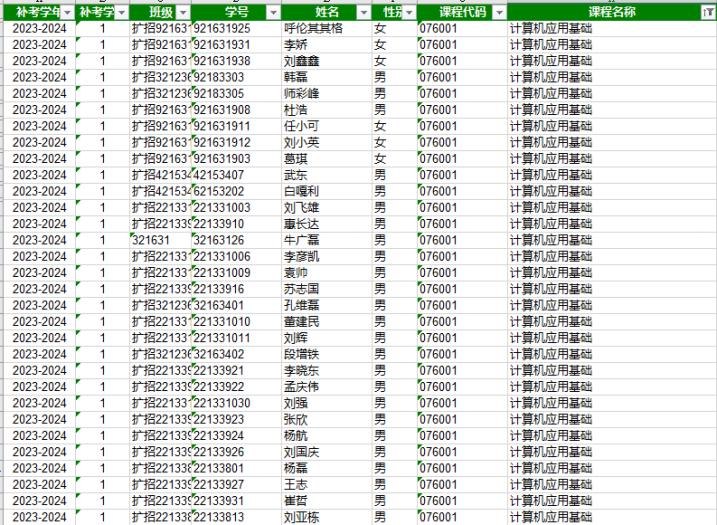 补考学年 补考学 班级 学号 姓名 性别 课程代码 课程名称
2023-2024 1 扩招92163 921631925 呼伦其其格 女 076001 计算机应用基础
2023-2024 1 扩招92163 921631931 李娇 女 076001 计算机应用基础
2023-2024 1 扩招92163 921631938 刘鑫鑫 女 076001 计算机应用基础
2023-2024 1 扩招321236 92183303 韩磊 男 076001 计算机应用基础
2023-2024 1 扩招321236 92183305 师彩峰 男 076001 计算机应用基础
2023-2024 1 扩招92163 921631908 杜浩 男 076001 计算机应用基础
2023-2024 1 扩招92163 921631911 任小可 女 076001 计算机应用基础
2023-2024 1 扩招92163 921631912 刘小英 女 076001 计算机应用基础
2023-2024 1 扩招92163 921631903 葛琪 女 076001 计算机应用基础
2023-2024 1 扩招421534 42153407 武东 男 076001 计算机应用基础
2023-2024 1 扩招421534 62153202 白嘎利 男 076001 计算机应用基础
2023-2024 1 扩招22133 221331003 刘飞雄 男 076001 计算机应用基础
2023-2024 1 扩招221339 22133910 惠长达 男 076001 计算机应用基础
2023-2024 1 321631 32163126 牛广磊 男 076001 计算机应用基础
2023-2024 1 扩招22133 221331006 李彦凯 男 076001 计算机应用基础
2023-2024 1 扩招22133 221331009 袁帅 男 076001 计算机应用基础
2023-2024 1 扩招221339 22133916 苏志国 男 076001 计算机应用基础
2023-2024 1 扩招321236 32163401 孔维磊 男 076001 计算机应用基础
2023-2024 1 扩招22133 221331010 董建民 男 076001 计算机应用基础
2023-2024 1 扩招22133 221331011 刘辉 男 076001 计算机应用基础
2023-2024 1 扩招321236 32163402 段增铁 男 076001 计算机应用基础
2023-2024 1 扩招221339 22133921 李晓东 男 076001 计算机应用基础
2023-2024 1 扩招221339 22133922 孟庆伟 男 076001 计算机应用基础
2023-2024 1 扩招22133 221331030 刘强 男 076001 计算机应用基础
2023-2024 1 扩招221339 22133923 张欣 男 076001 计算机应用基础
2023-2024 1 扩招221339 22133924 杨航 男 076001 计算机应用基础
2023-2024 1 扩招221339 22133926 刘国庆 男 076001 计算机应用基础
2023-2024 1 扩招221338 22133801 杨磊 男 076001 计算机应用基础
2023-2024 1 扩招221339 22133927 王志 男 076001 计算机应用基础
2023-2024 1 扩招221339 22133931 崔哲 男 076001 计算机应用基础
2023-2024 1 扩招221338 22133813 刘亚栋 男 076001 计算机应用基础